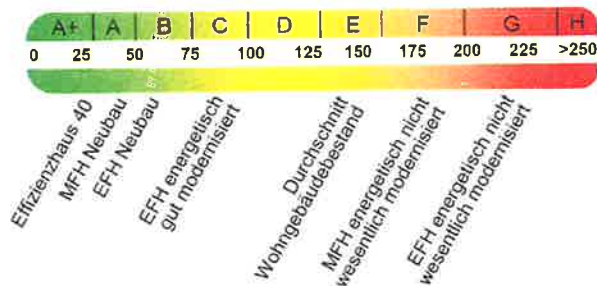 A+ A B C D E F G H
0 25 50 75 100 125 150 175 200 225 >250
Effizienzhaus 40
MFH Neubau
EFH Neubau
EFH energetisch
gut modernisiert
Durchschnitt
Wohngebäudebestand
MFH energetisch nicht
wesentlich modernisiert
EFH energetisch nicht
wesentlich modernisiert